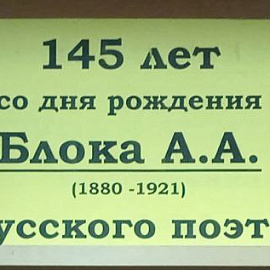 145 лет
со дня рождения
Блока А.А.
(1880 -1921)
усского поэт